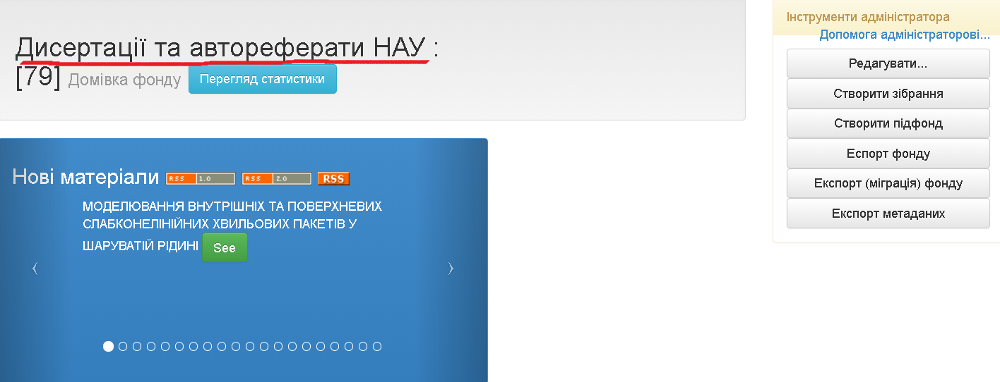 Дисертації та автореферати НАУ :
[79] Домівка фонду Перегляд статистики
Нові матеріали RSS 1.0 RSS 2.0 RSS
МОДЕЛЮВАННЯ ВНУТРІШНІХ ТА ПОВЕРХНЕВИХ
СЛАБКОНЕЛІНІЙНИХ ХВИЛЬОВИХ ПАКЕТІВ У
ШАРУВАТІЙ РІДИНІ See
Інструменти адміністратора
Допомога адміністраторові...
Редагувати...
Створити зібрання
Створити підфонд
Еспорт фонду
Експорт (міграція) фонду
Експорт метаданих